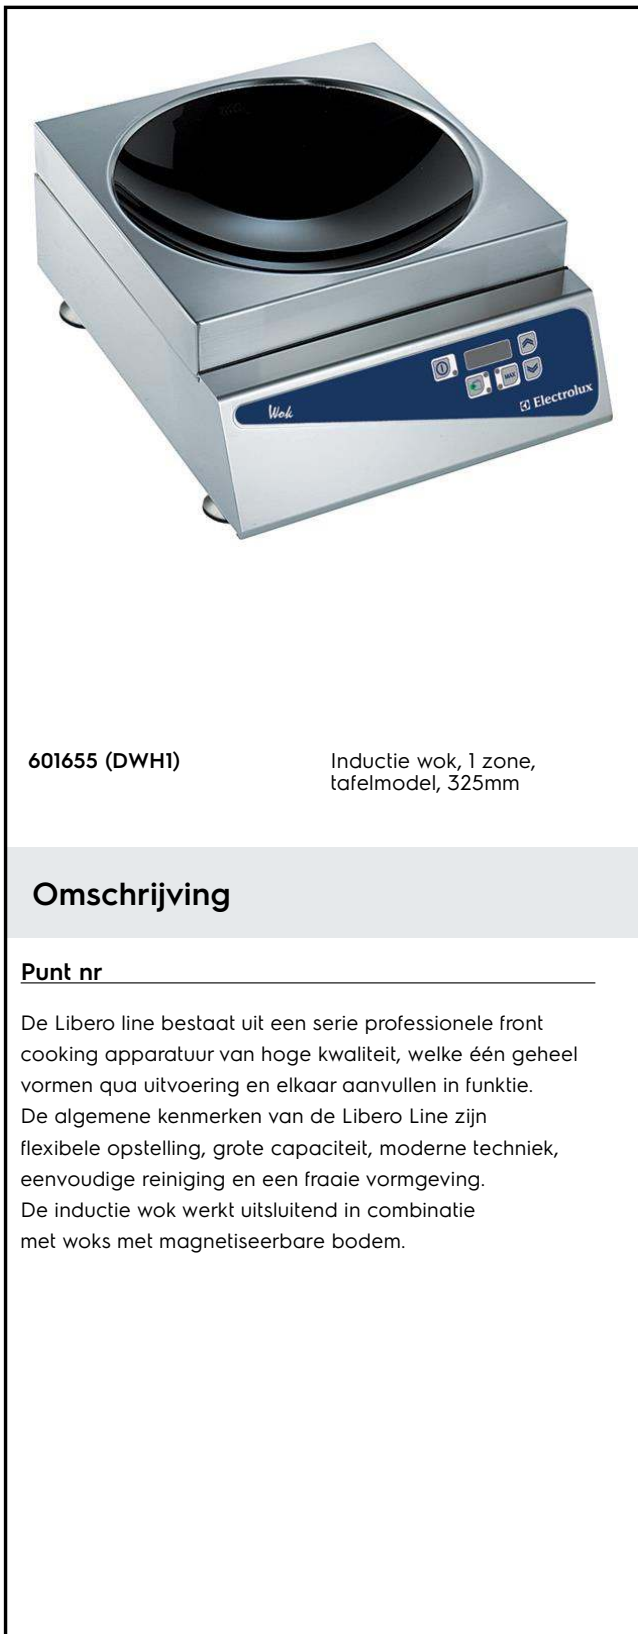 Wok
MAX
Electrolux
601655 (DWH1)
Inductie wok, 1 zone,
tafelmodel, 325mm
Omschrijving
Punt nr
De Libero line bestaat uit een serie professionele front
cooking apparatuur van hoge kwaliteit, welke één geheel
vormen qua uitvoering en elkaar aanvullen in funktie.
De algemene kenmerken van de Libero Line zijn
flexibele opstelling, grote capaciteit, moderne techniek,
eenvoudige reiniging en een fraaie vormgeving.
De inductie wok werkt uitsluitend in combinatie
met woks met magnetiseerbare bodem.